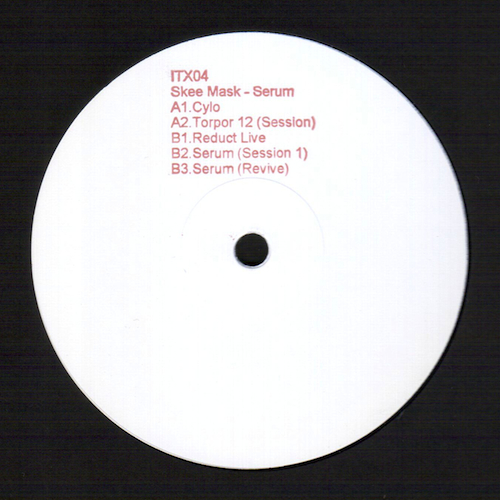 ITX04
Skee Mask - Serum
A1.Cylo
A2.Torpor 12 (Session)
B1.Reduct Live
B2.Serum (Session 1)
B3.Serum (Revive)